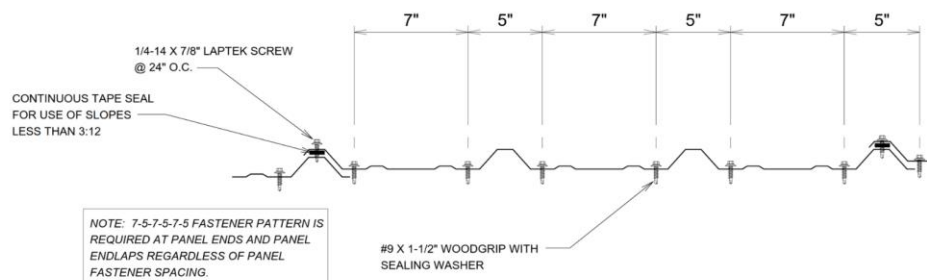 7" 5" 7" 5" 7" 5"
1/4-14 X 7/8" LAPTEK SCREW
@ 24" O.C.
CONTINUOUS TAPE SEAL
FOR USE OF SLOPES
LESS THAN 3:12
NOTE: 7-5-7-5-7-5 FASTENER PATTERN IS
REQUIRED AT PANEL ENDS AND PANEL
ENDLAPS REGARDLESS OF PANEL
FASTENER SPACING.
#9 X 1-1/2" WOODGRIP WITH
SEALING WASHER